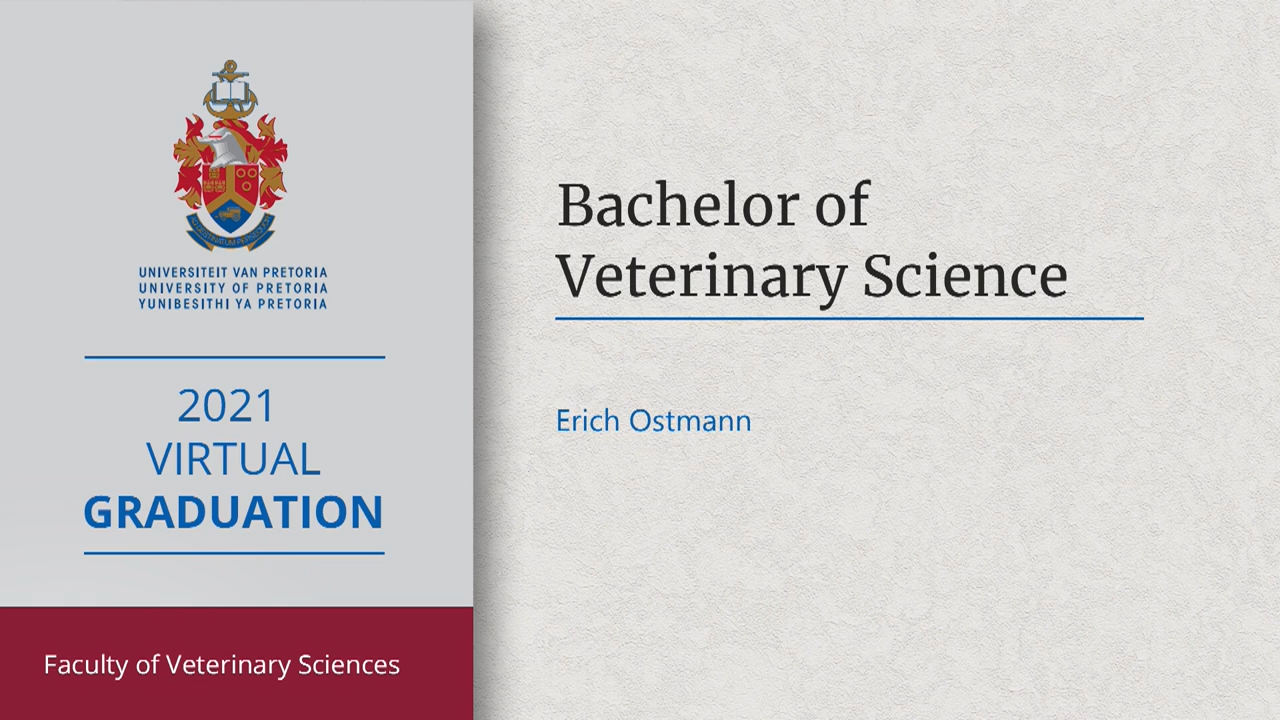 UNIVERSITEIT VAN PRETORIA
UNIVERSITY OF PRETORIA
YUNIBESITHI YA PRETORIA
2021
VIRTUAL
GRADUATION
Faculty of Veterinary Sciences
Bachelor of
Veterinary Science
Erich Ostmann